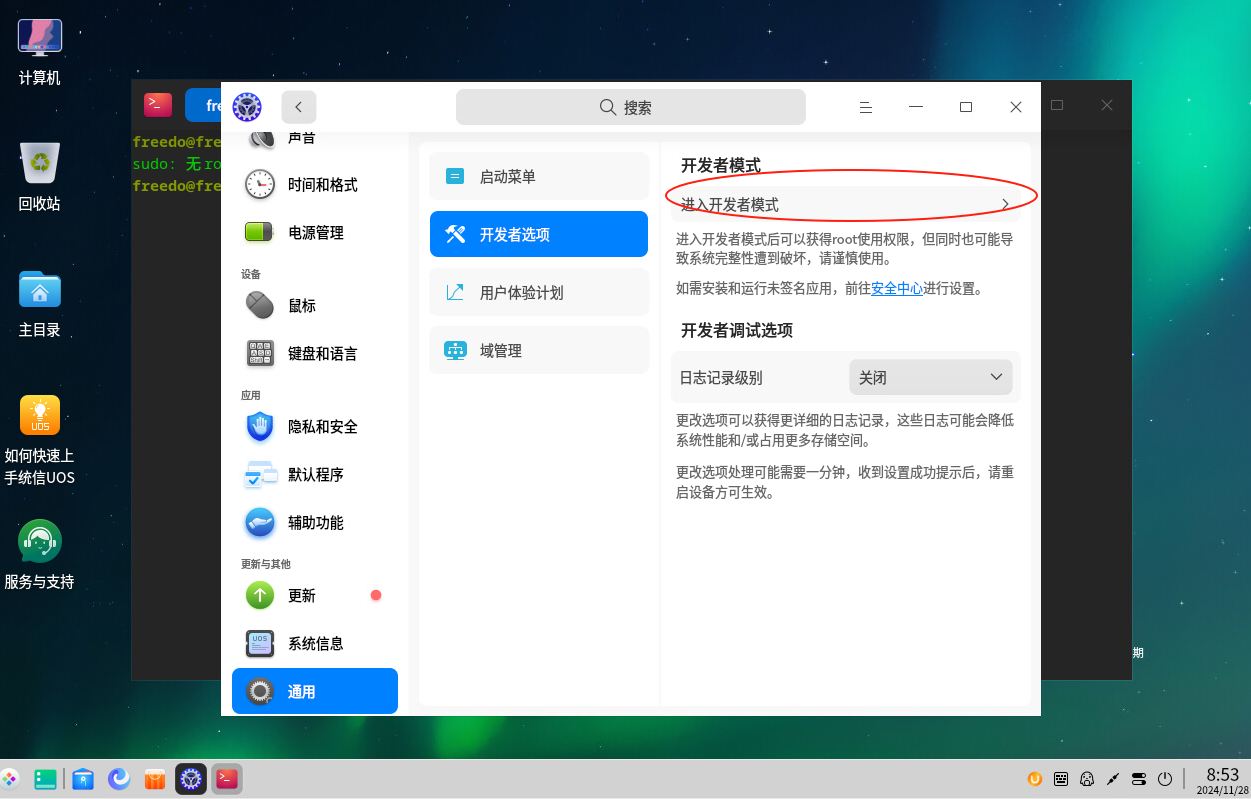 计算机
回收站
主目录
UOS
如何快速上
手统信UOS
服务与支持
freedo@fre
sudo: 无 ro
freedo@fre
搜索
声音
时间和格式
电源管理
设备
鼠标
键盘和语言
应用
隐私和安全
默认程序
辅助功能
更新与其他
更新
UOS
系统信息
通用
启动菜单
开发者选项
用户体验计划
域管理
开发者模式
进入开发者模式
进入开发者模式后可以获得root使用权限，但同时也可能导
致系统完整性遭到破坏，请谨慎使用。
如需安装和运行未签名应用，前往安全中心进行设置。
开发者调试选项
日志记录级别
关闭
更改选项可以获得更详细的日志记录，这些日志可能会降低
系统性能和/或占用更多存储空间。
更改选项处理可能需要一分钟，收到设置成功提示后，请重
启设备方可生效。
期
8:53
2024/11/28